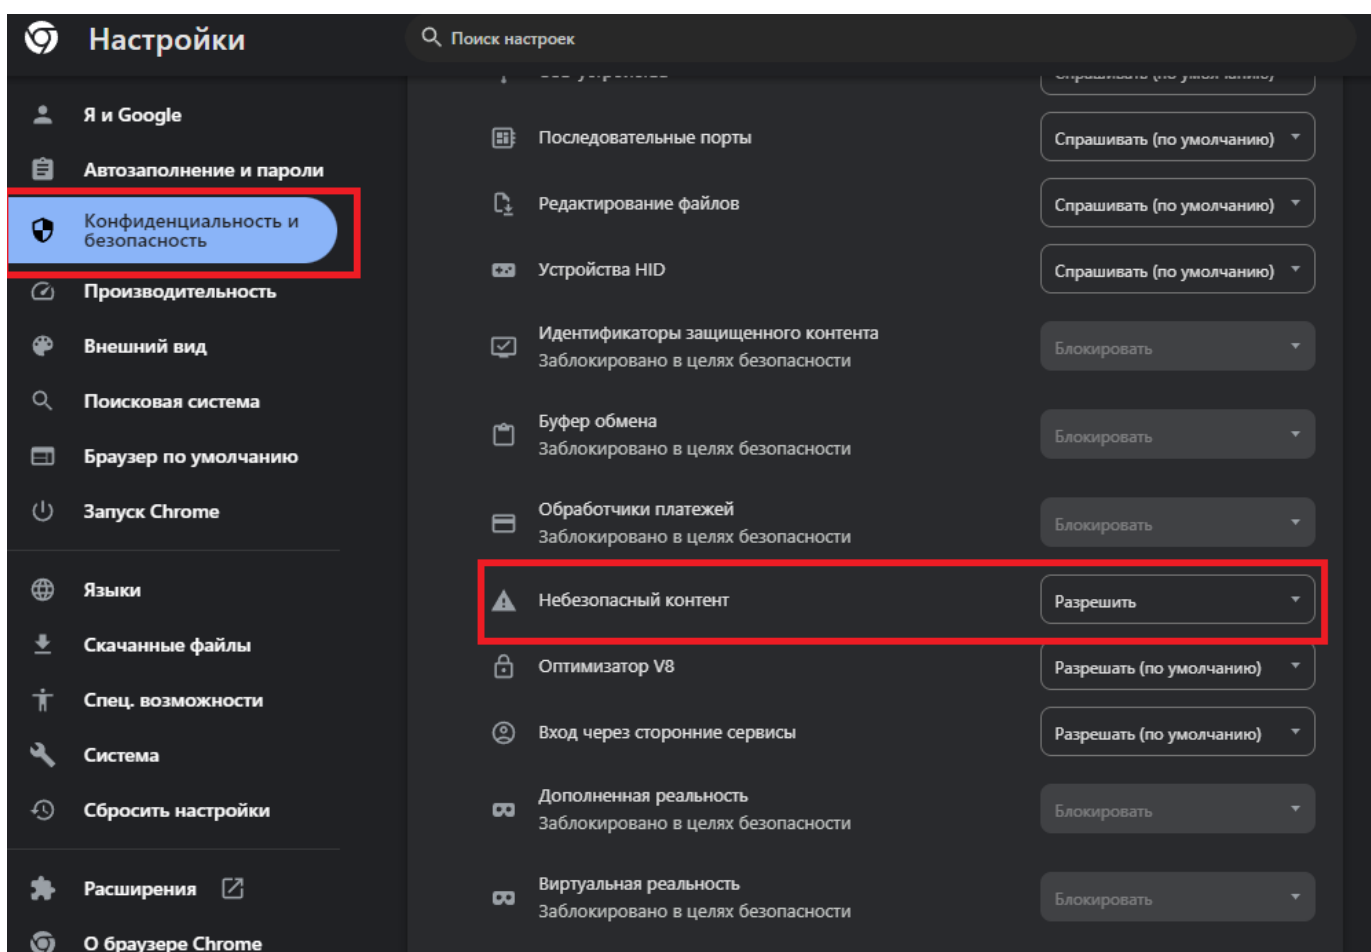 Настройки
Поиск настроек
Я и Google
Автозаполнение и пароли
Конфиденциальность и
безопасность
Производительность
Внешний вид
Поисковая система
Браузер по умолчанию
Запуск Chrome
Языки
Скачанные файлы
Спец. возможности
Система
Сбросить настройки
Расширения
О браузере Chrome
Последовательные порты
Спрашивать (по умолчанию)
Редактирование файлов
Спрашивать (по умолчанию)
Устройства HID
Спрашивать (по умолчанию)
Идентификаторы защищенного контента
Заблокировано в целях безопасности
Блокировать
Буфер обмена
Заблокировано в целях безопасности
Блокировать
Обработчики платежей
Заблокировано в целях безопасности
Блокировать
Небезопасный контент
Разрешить
Оптимизатор V8
Разрешать (по умолчанию)
Вход через сторонние сервисы
Разрешать (по умолчанию)
Дополненная реальность
Заблокировано в целях безопасности
Блокировать
Виртуальная реальность
Заблокировано в целях безопасности
Блокировать